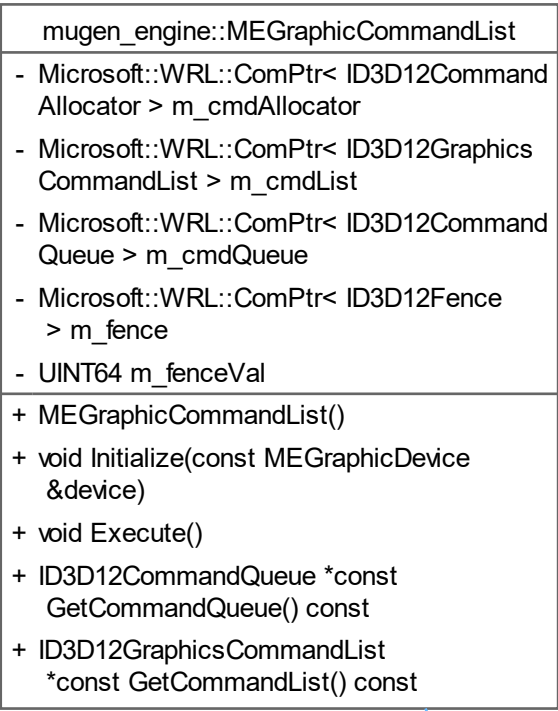 mugen_engine::MEGraphicCommandList
- Microsoft::WRL::ComPtr< ID3D12Command
Allocator > m_cmdAllocator
- Microsoft::WRL::ComPtr< ID3D12Graphics
CommandList > m_cmdList
- Microsoft::WRL::ComPtr< ID3D12Command
Queue > m_cmdQueue
- Microsoft::WRL::ComPtr< ID3D12Fence
> m_fence
- UINT64 m_fenceVal
+ MEGraphicCommandList()
+ void Initialize(const MEGraphicDevice
&device)
+ void Execute()
+ ID3D12CommandQueue *const
GetCommandQueue() const
+ ID3D12GraphicsCommandList
*const GetCommandList() const